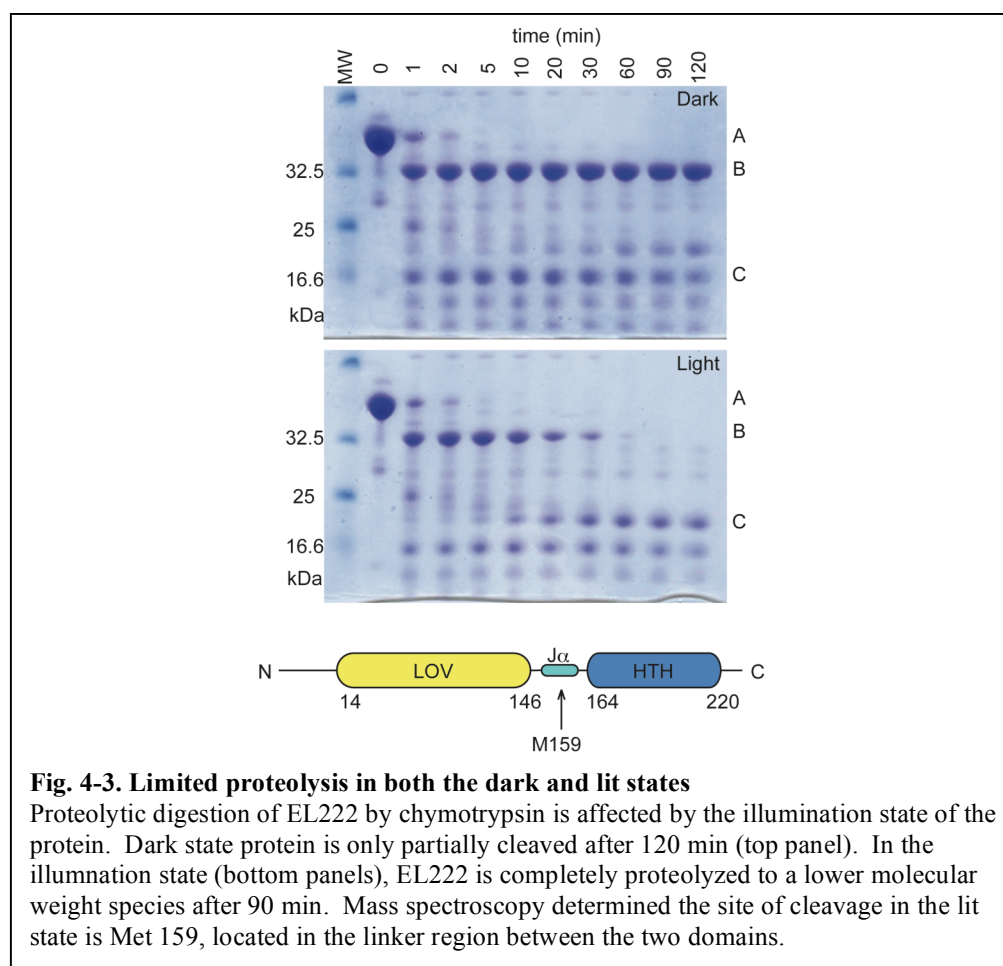 time (min)
MW 0 1 2 5 10 20 30 60 90 120
Dark
A
32.5 B
25
16.6 C
kDa
Light
A
32.5 B
25
C
16.6
kDa
Jα
N LOV HTH C
14 146 164 220
M159
Fig. 4-3. Limited proteolysis in both the dark and lit states
Proteolytic digestion of EL222 by chymotrypsin is affected by the illumination state of the
protein. Dark state protein is only partially cleaved after 120 min (top panel). In the
illumnation state (bottom panels), EL222 is completely proteolyzed to a lower molecular
weight species after 90 min. Mass spectroscopy determined the site of cleavage in the lit
state is Met 159, located in the linker region between the two domains.